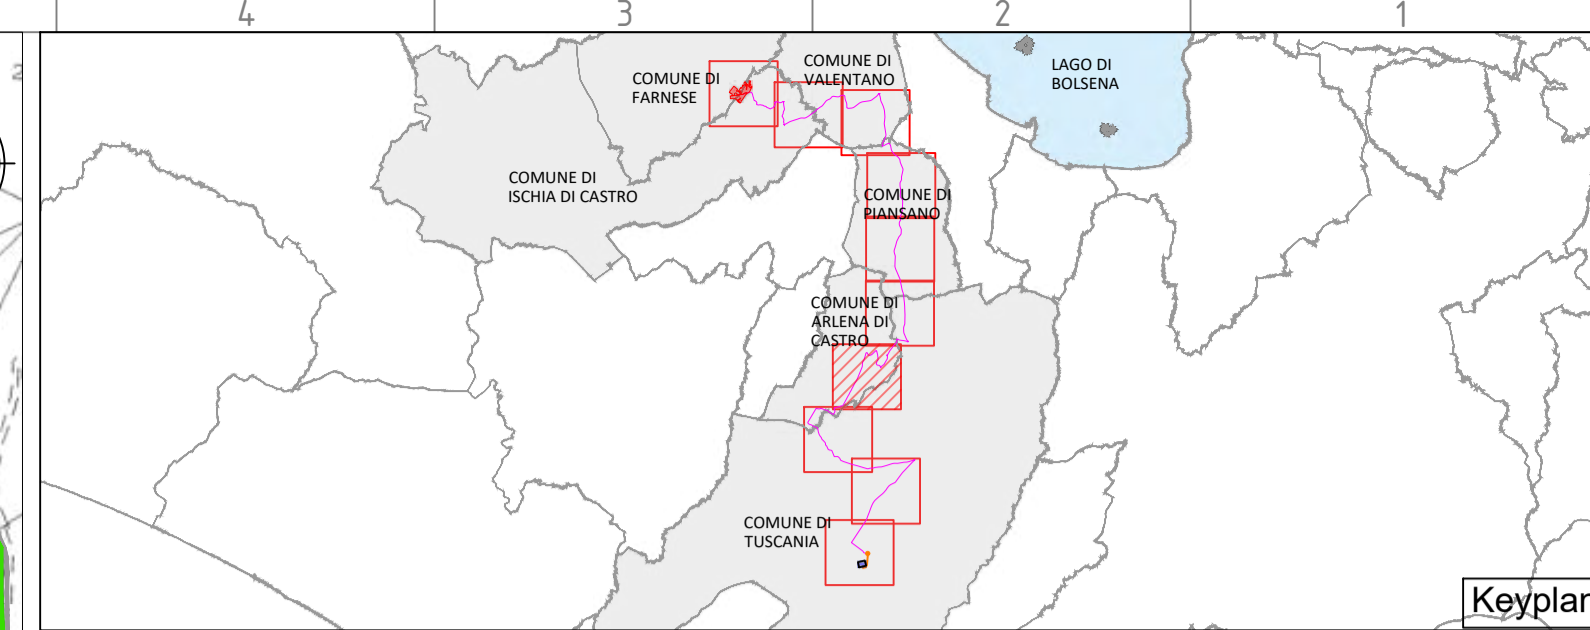 4 3 2 1
2
COMUNE DI
VALENTANO
LAGO DI
BOLSENA
COMUNE DI
FARNESE
COMUNE DI
ISCHIA DI CASTRO
COMUNE DI
PIANSANO
COMUNE DI
ARLENA DI
CASTRO
COMUNE DI
TUSCANIA
Keyplan